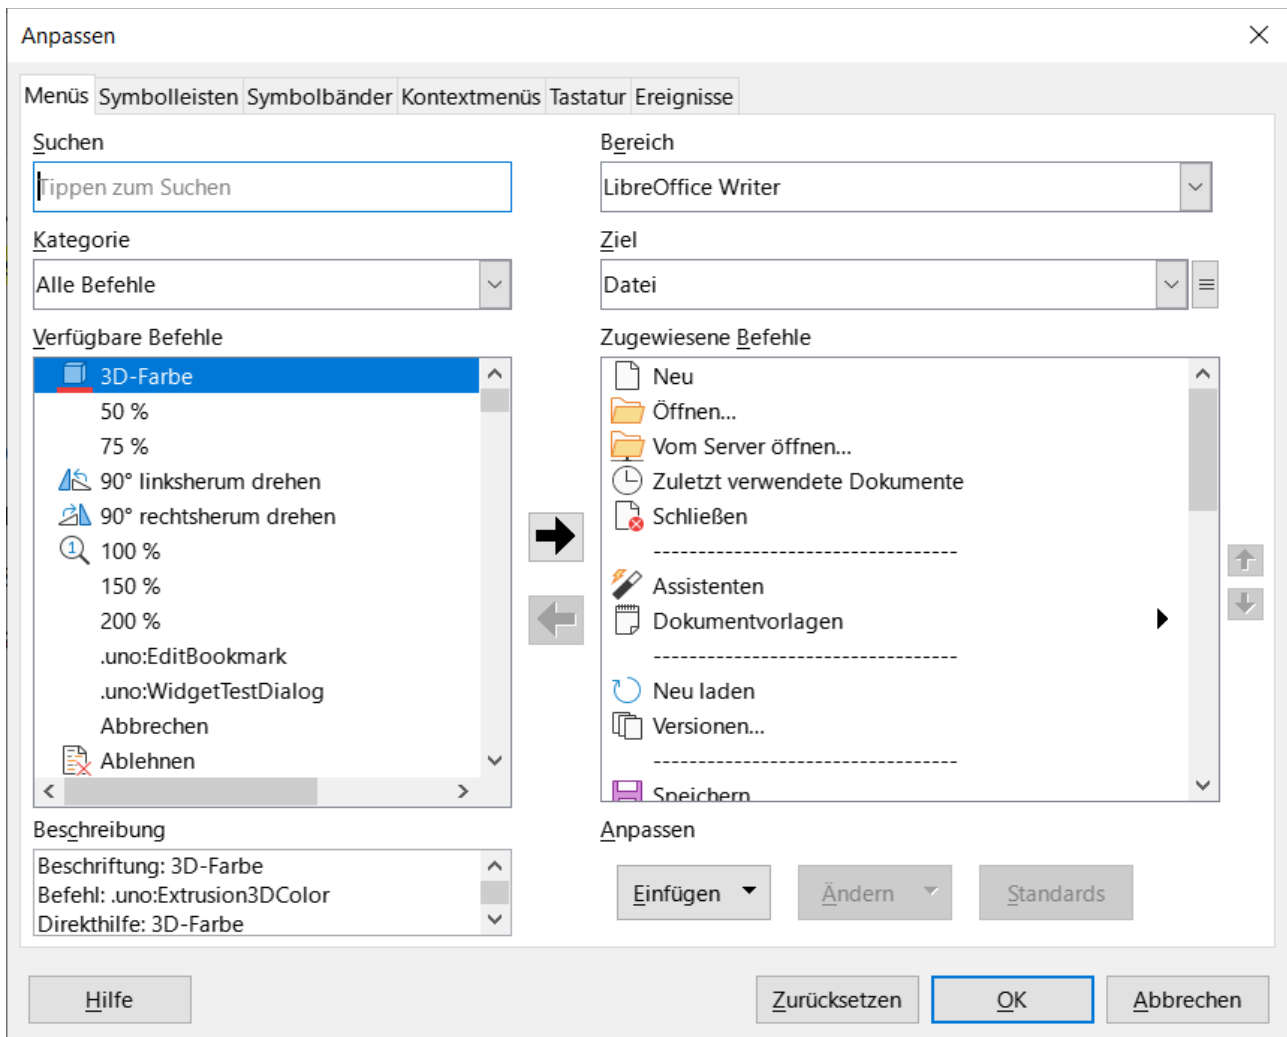 Anpassen
Menüs Symbolleisten Symbolbänder Kontextmenüs Tastatur Ereignisse
Suchen
Tippen zum Suchen
Kategorie
Alle Befehle
Verfügbare Befehle
3D-Farbe
50 %
75 %
90° linksherum drehen
90° rechtsherum drehen
1
100 %
150 %
200 %
.uno:EditBookmark
.uno:WidgetTestDialog
Abbrechen
Ablehnen
Beschreibung
Beschriftung: 3D-Farbe
Befehl: .uno:Extrusion3DColor
Direkthilfe: 3D-Farbe
Bereich
LibreOffice Writer
Ziel
Datei
Zugewiesene Befehle
Neu
Öffnen...
Vom Server öffnen...
Zuletzt verwendete Dokumente
Schließen
----------------------------------
Assistenten
Dokumentvorlagen
----------------------------------
Neu laden
Versionen...
----------------------------------
Speichern
Anpassen
Einfügen Ändern Standards
Hilfe Zurücksetzen OK Abbrechen